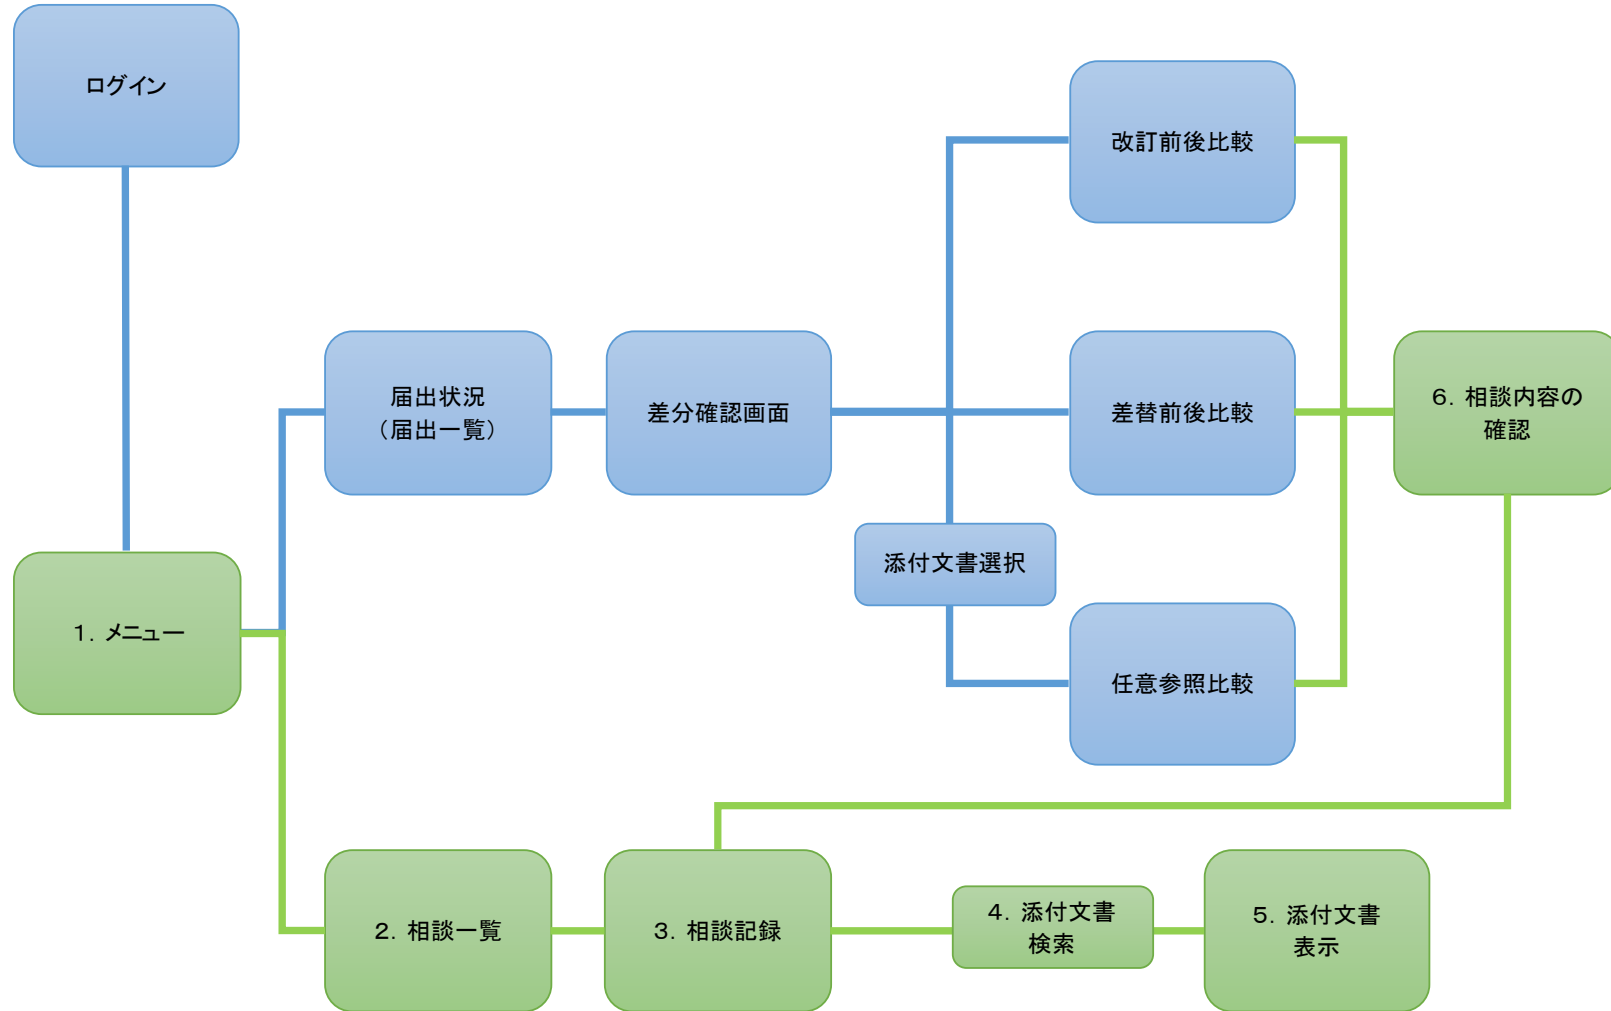 ログイン
改訂前後比較
届出状況
（届出一覧）
差分確認画面
差替前後比較
６．相談内容の
確認
添付文書選択
１．メニュー
任意参照比較
２．相談一覧
３．相談記録
４．添付文書
検索
５．添付文書
表示